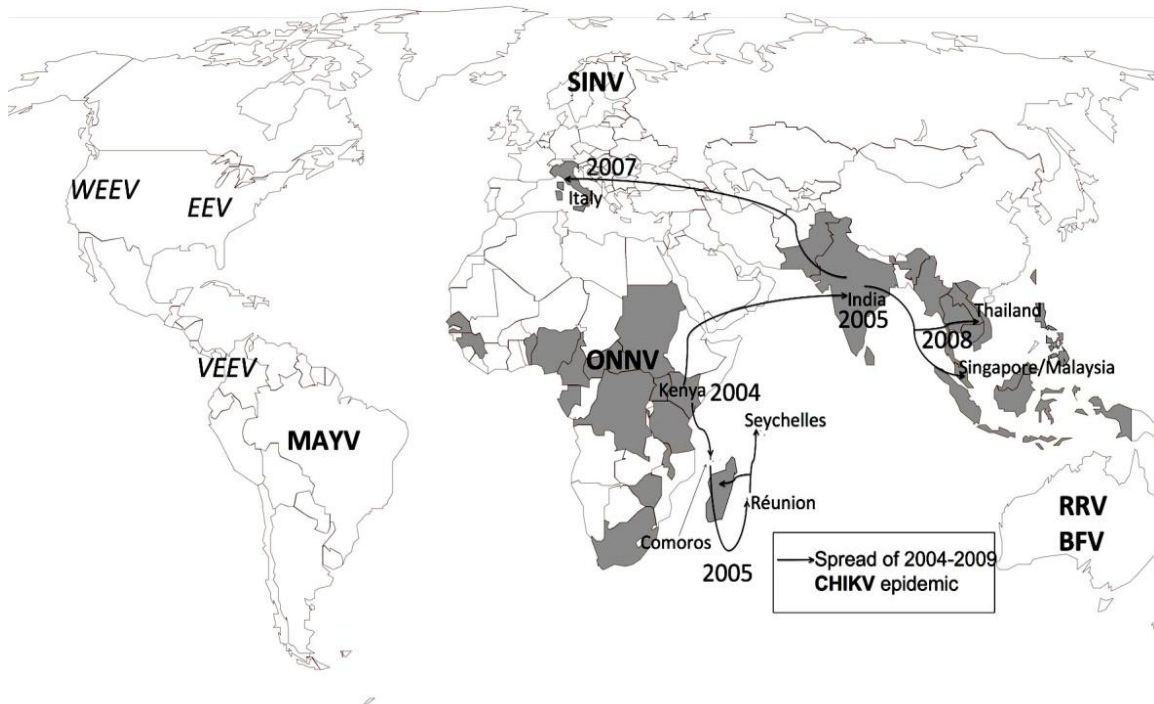 SINV
2007
WEEV
EEV
Italy
India
2005
Thailand
2008
VEEV
ONNV
Singapore/Malaysia
Kenya
2004
Seychelles
MAYV
Réunion
RRV
Comoros
BFV
2005
Spread of 2004-2009
CHIKV epidemic